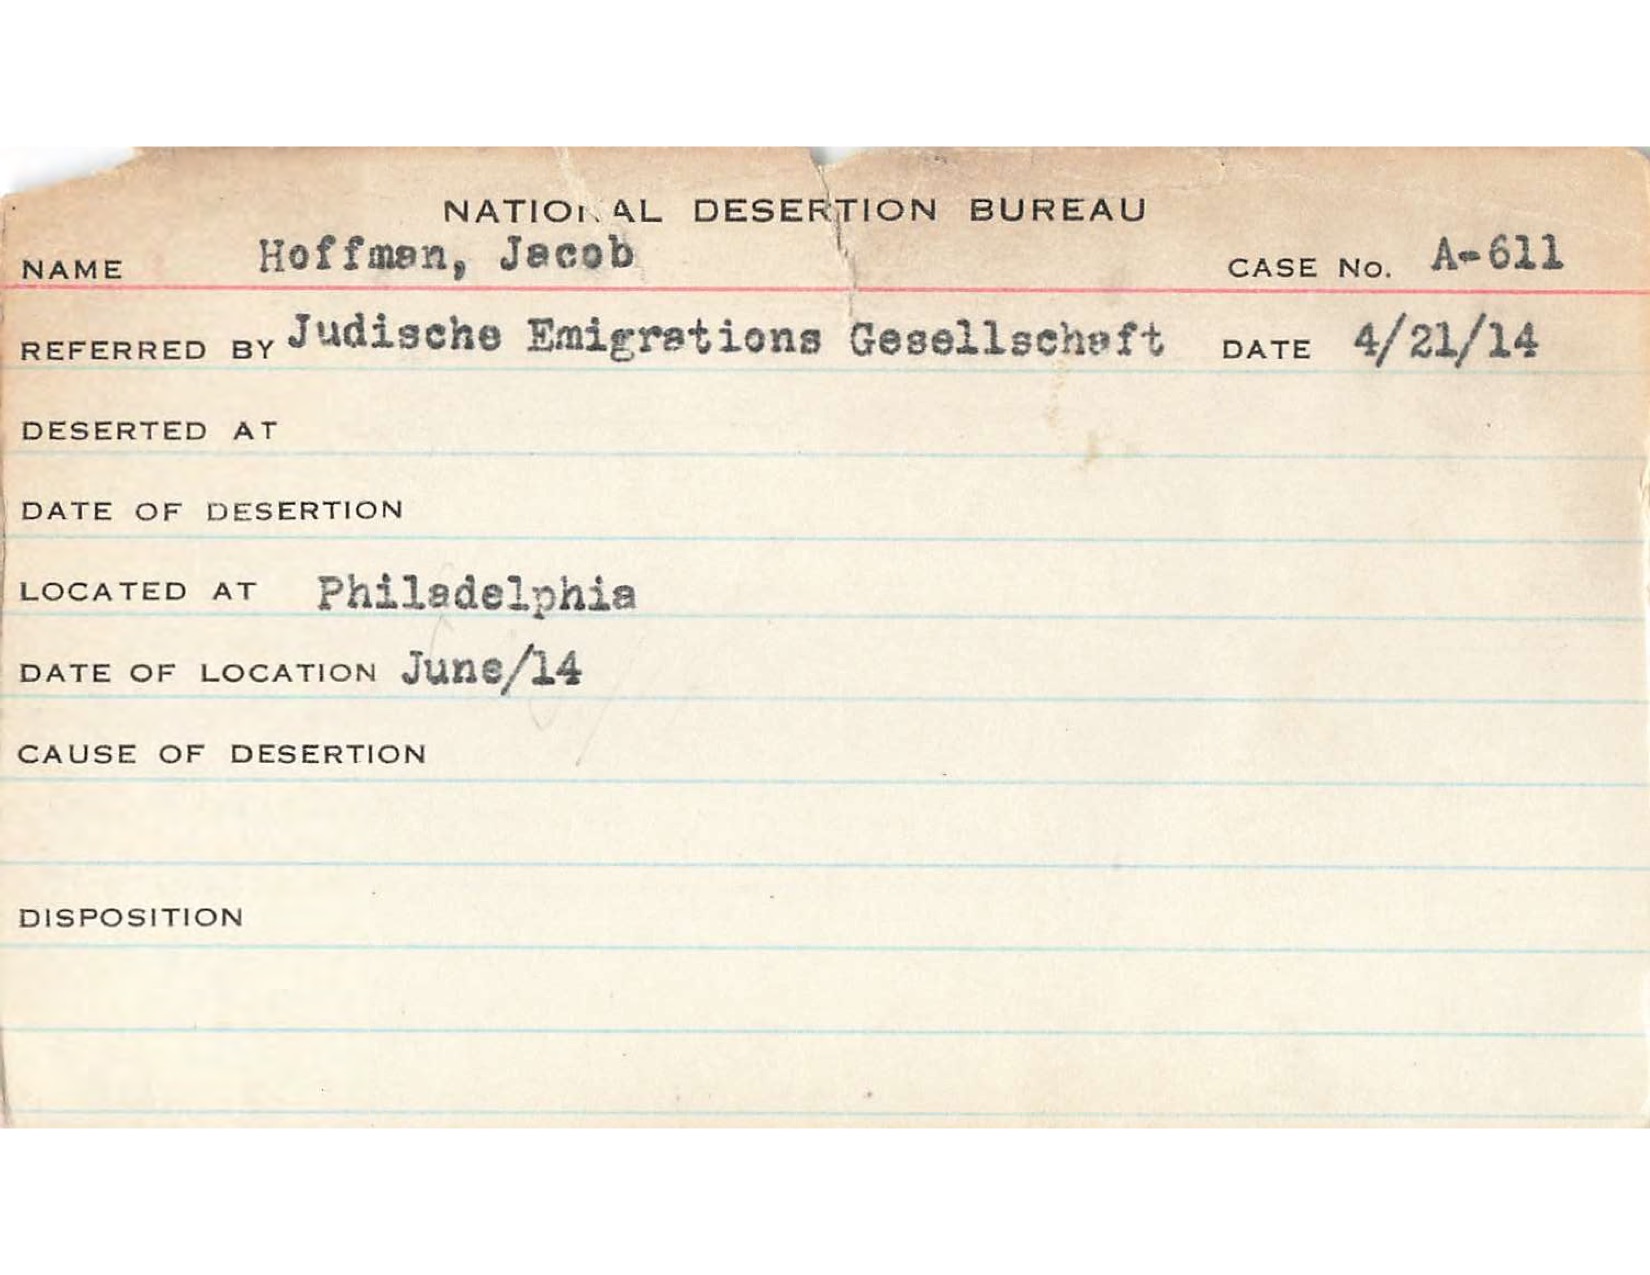 NATIONAL DESERTION BUREAU
NAME Hoffman, Jacob CASE No. A-611
REFERRED BY Judische Emigrations Gesellschaft DATE 4/21/14
DESERTED AT
DATE OF DESERTION
LOCATED AT Philadelphia
DATE OF LOCATION June/14
CAUSE OF DESERTION
DISPOSITION